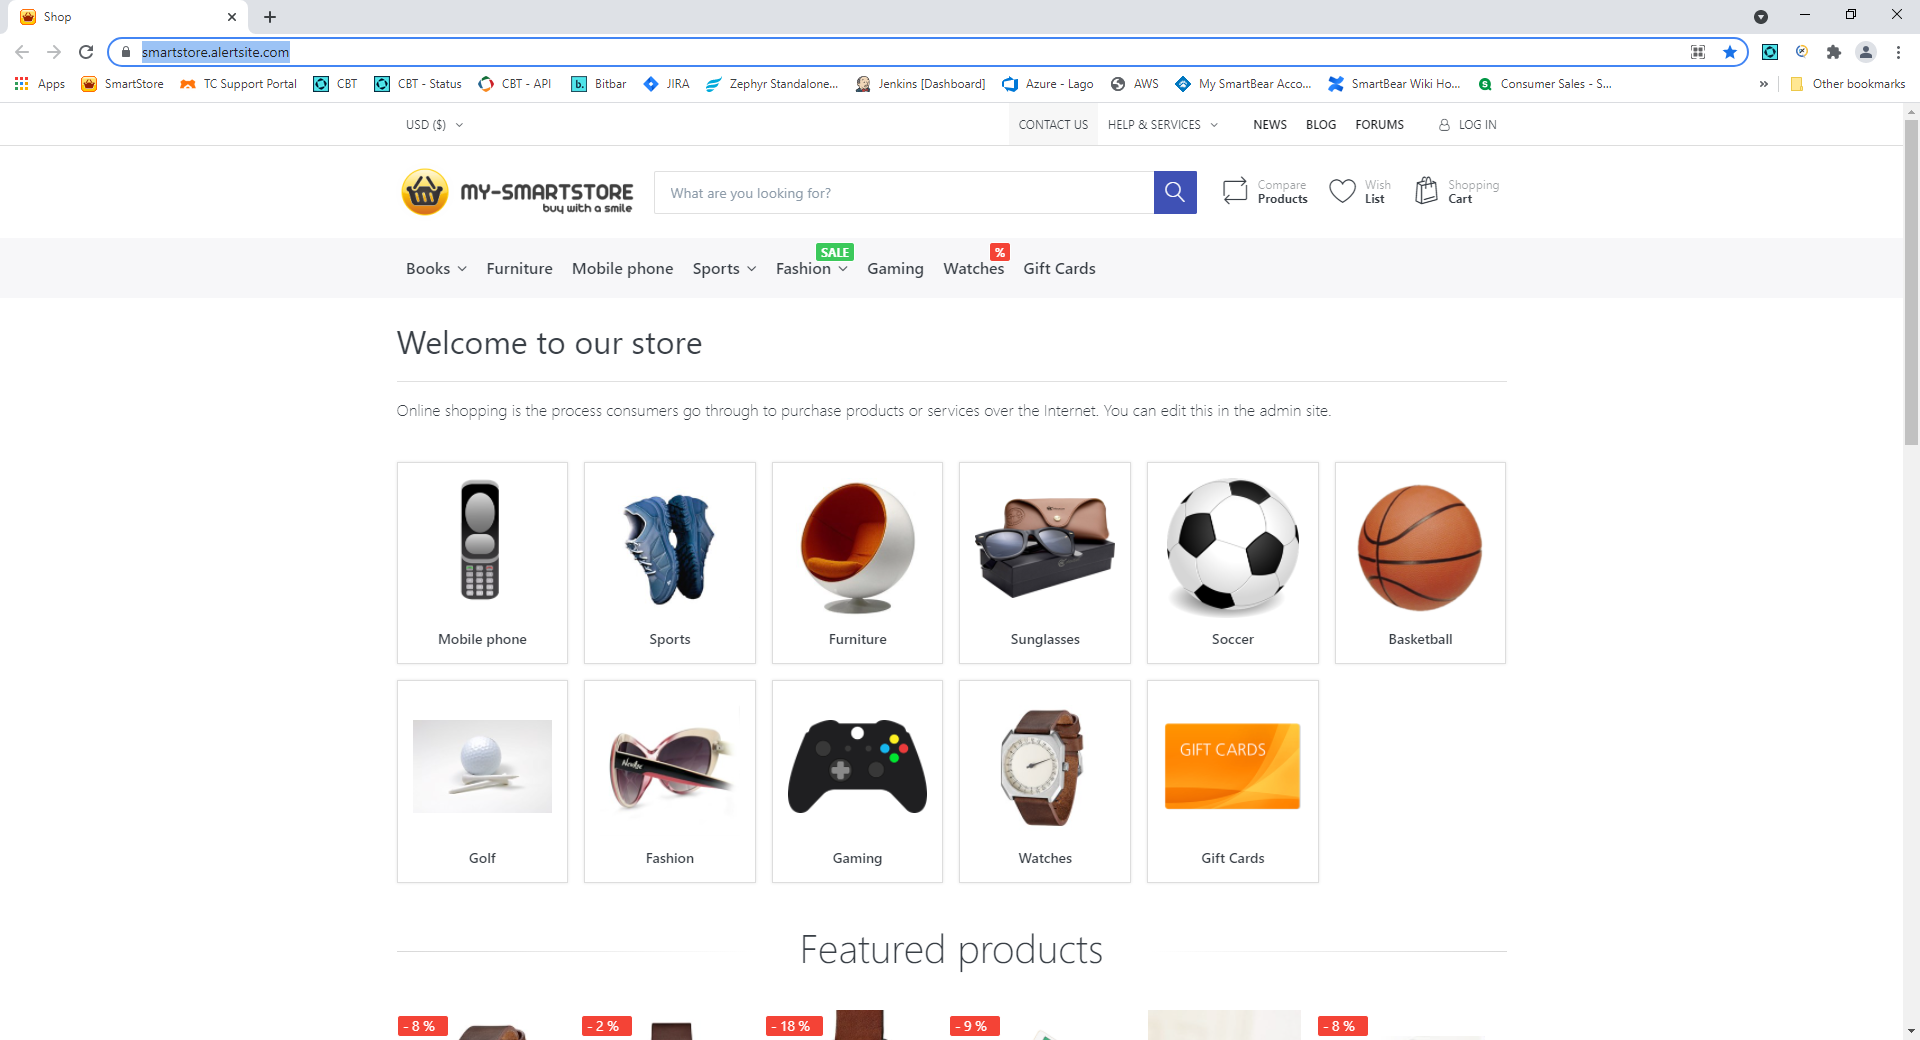 Shop
smartstore.alertsite.com
Apps SmartStore TC Support Portal CBT CBT - Status CBT - API b. Bitbar JIRA Zephyr Standalone... Jenkins [Dashboard] Azure - Lago AWS My SmartBear Acco... SmartBear Wiki Ho... Consumer Sales - S... » Other bookmarks
USD ($) CONTACT US HELP & SERVICES NEWS BLOG FORUMS LOG IN
MY-SMARTSTORE
buy with a smile
What are you looking for?
Compare
Products
Wish
List
Shopping
Cart
SALE %
Books Furniture Mobile phone Sports Fashion Gaming Watches Gift Cards
Welcome to our store
Online shopping is the process consumers go through to purchase products or services over the Internet. You can edit this in the admin site.
Mobile phone Sports Furniture Sunglasses Soccer Basketball
GIFT CARDS
Golf Fashion Gaming Watches Gift Cards
Featured products
- 8 % - 2 % - 18 % - 9 % - 8 %